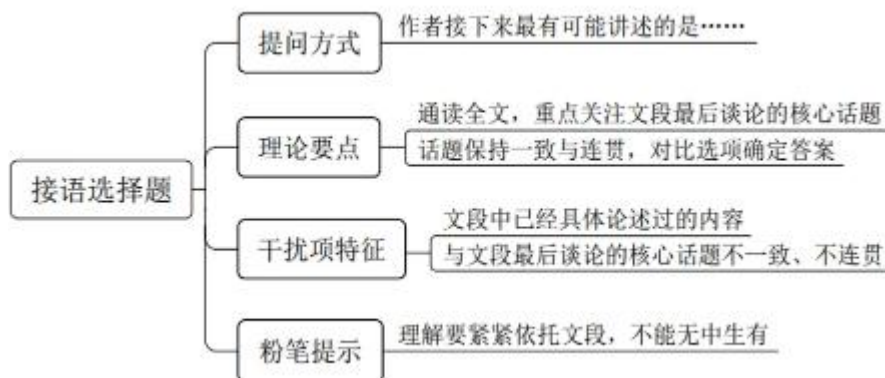 接语选择题
提问方式
作者接下来最有可能讲述的是……
理论要点
通读全文，重点关注文段最后谈论的核心话题
话题保持一致与连贯，对比选项确定答案
干扰项特征
文段中已经具体论述过的内容
与文段最后谈论的核心话题不一致、不连贯
粉笔提示
理解要紧紧依托文段，不能无中生有